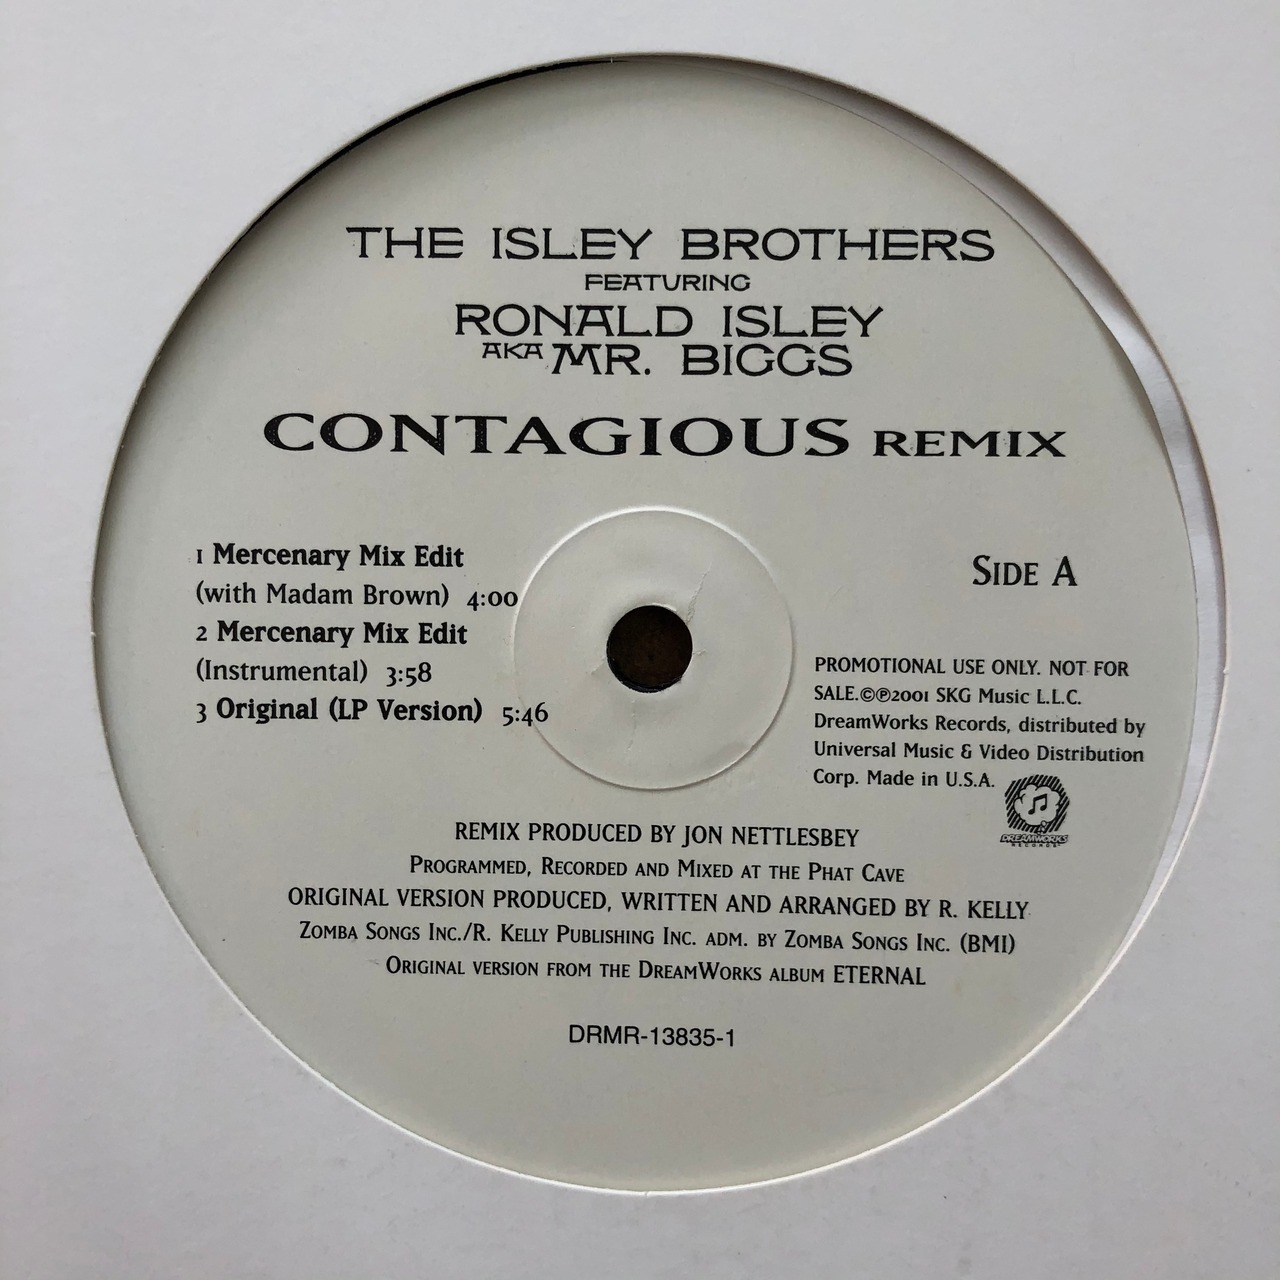 THE ISLEY BROTHERS
FEATURING
RONALD ISLEY
AKA MR. BIGGS
CONTAGIOUS REMIX
1 Mercenary Mix Edit
(with Madam Brown) 4:00
2 Mercenary Mix Edit
(Instrumental) 3:58
3 Original (LP Version) 5:46
SIDE A
PROMOTIONAL USE ONLY. NOT FOR
SALE.©℗2001 SKG Music L.L.C.
DreamWorks Records, distributed by
Universal Music & Video Distribution
Corp. Made in U.S.A.
DREAMWORKS
RECORDS
REMIX PRODUCED BY JON NETTLESBEY
PROGRAMMED, RECORDED AND MIXED AT THE PHAT CAVE
ORIGINAL VERSION PRODUCED, WRITTEN AND ARRANGED BY R. KELLY
ZOMBA SONGS INC./R. KELLY PUBLISHING INC. ADM. BY ZOMBA SONGS INC. (BMI)
ORIGINAL VERSION FROM THE DREAMWORKS ALBUM ETERNAL
DRMR-13835-1